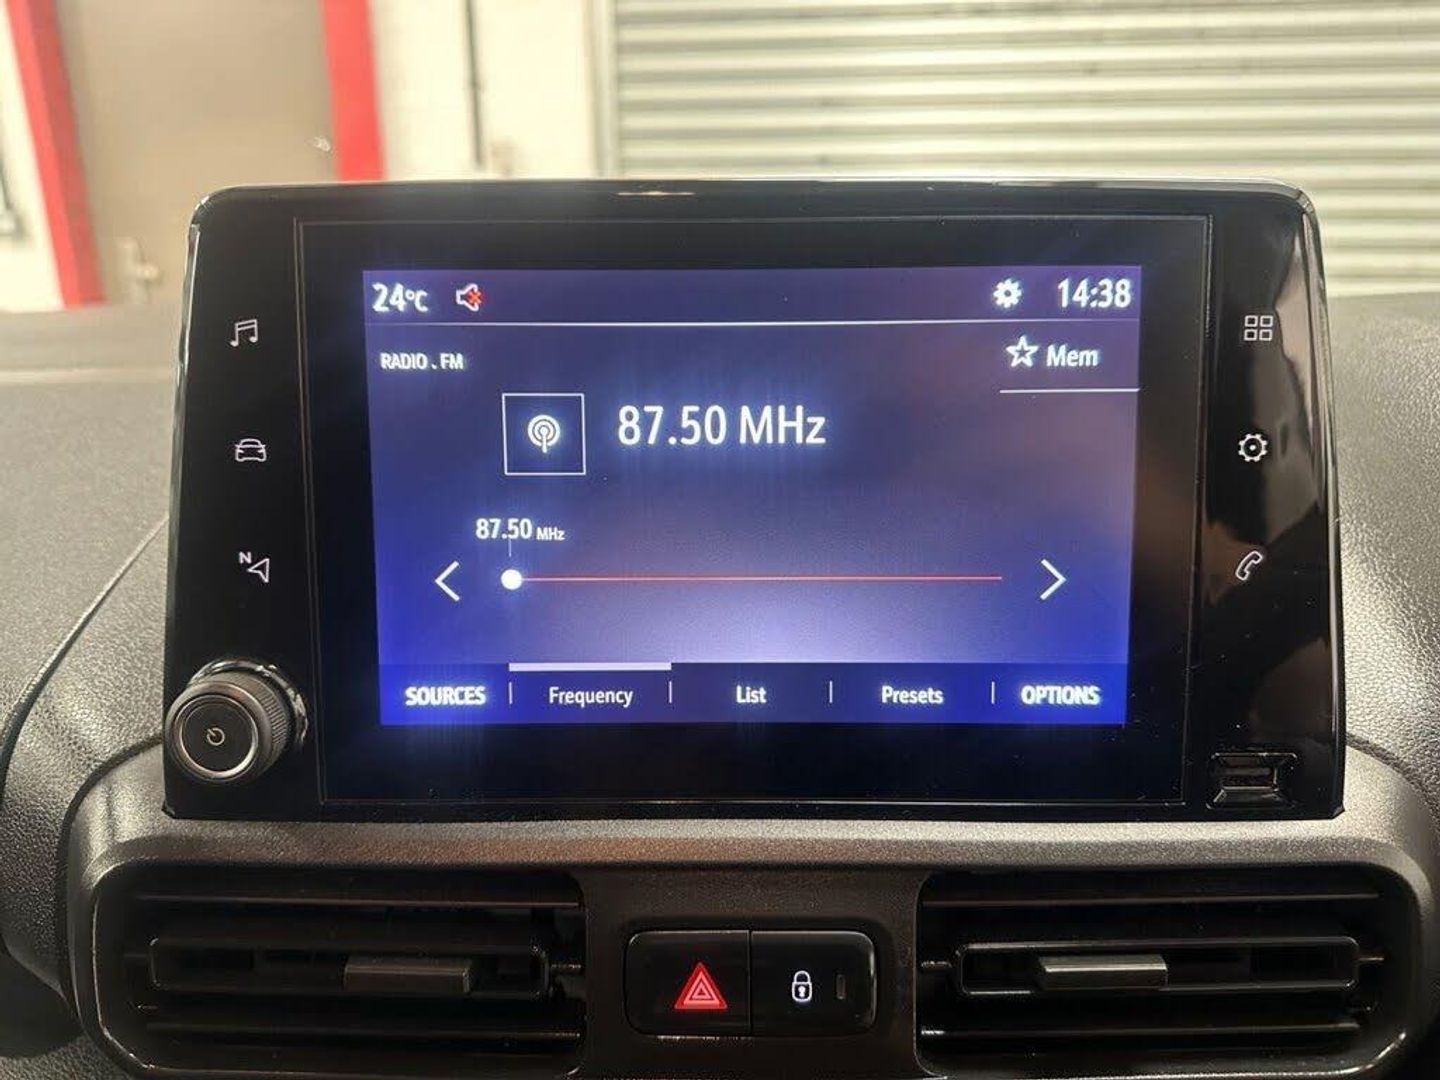 24°C 14:38
RADIO . FM
Mem
87.50 MHz
87.50 MHz
N
SOURCES Frequency List Presets OPTIONS